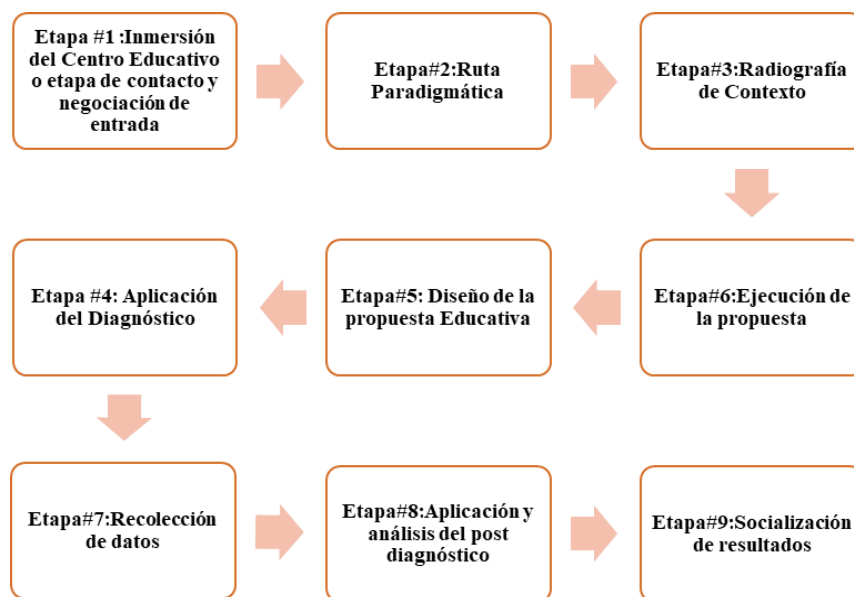 Etapa #1 :Inmersión
del Centro Educativo
o etapa de contacto y
negociación de
entrada
Etapa#2:Ruta
Paradigmática
Etapa#3:Radiografía
de Contexto
Etapa #4: Aplicación
del Diagnóstico
Etapa#5: Diseño de la
propuesta Educativa
Etapa#6:Ejecución de
la propuesta
Etapa#7:Recolección
de datos
Etapa#8:Aplicación y
análisis del post
diagnóstico
Etapa#9:Socialización
de resultados